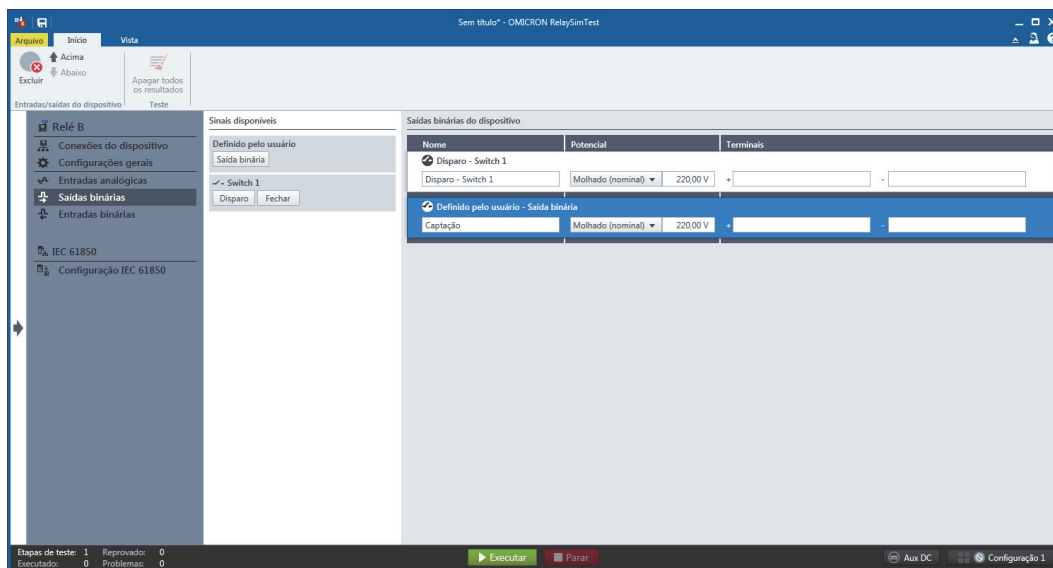 Sem título* - OMICRON RelaySimTest
Arquivo Início Vista
Excluir
Acima
Abaixo
Apagar todos
os resultados
Entradas/saídas do dispositivo Teste
Relé B
Conexões do dispositivo
Configurações gerais
Entradas analógicas
Saídas binárias
Entradas binárias
IEC 61850
Configuração IEC 61850
Sinais disponíveis
Definido pelo usuário
Saída binária
Switch 1
Disparo Fechar
Saídas binárias do dispositivo
Nome Potencial Terminais
Disparo - Switch 1
Disparo - Switch 1 Molhado (nominal) 220,00 V + -
Definido pelo usuário - Saída binária
Captação Molhado (nominal) 220,00 V + -
Etapas de teste: 1 Reprovado: 0
Executado: 0 Problemas: 0
Executar Parar
Aux DC Configuração 1